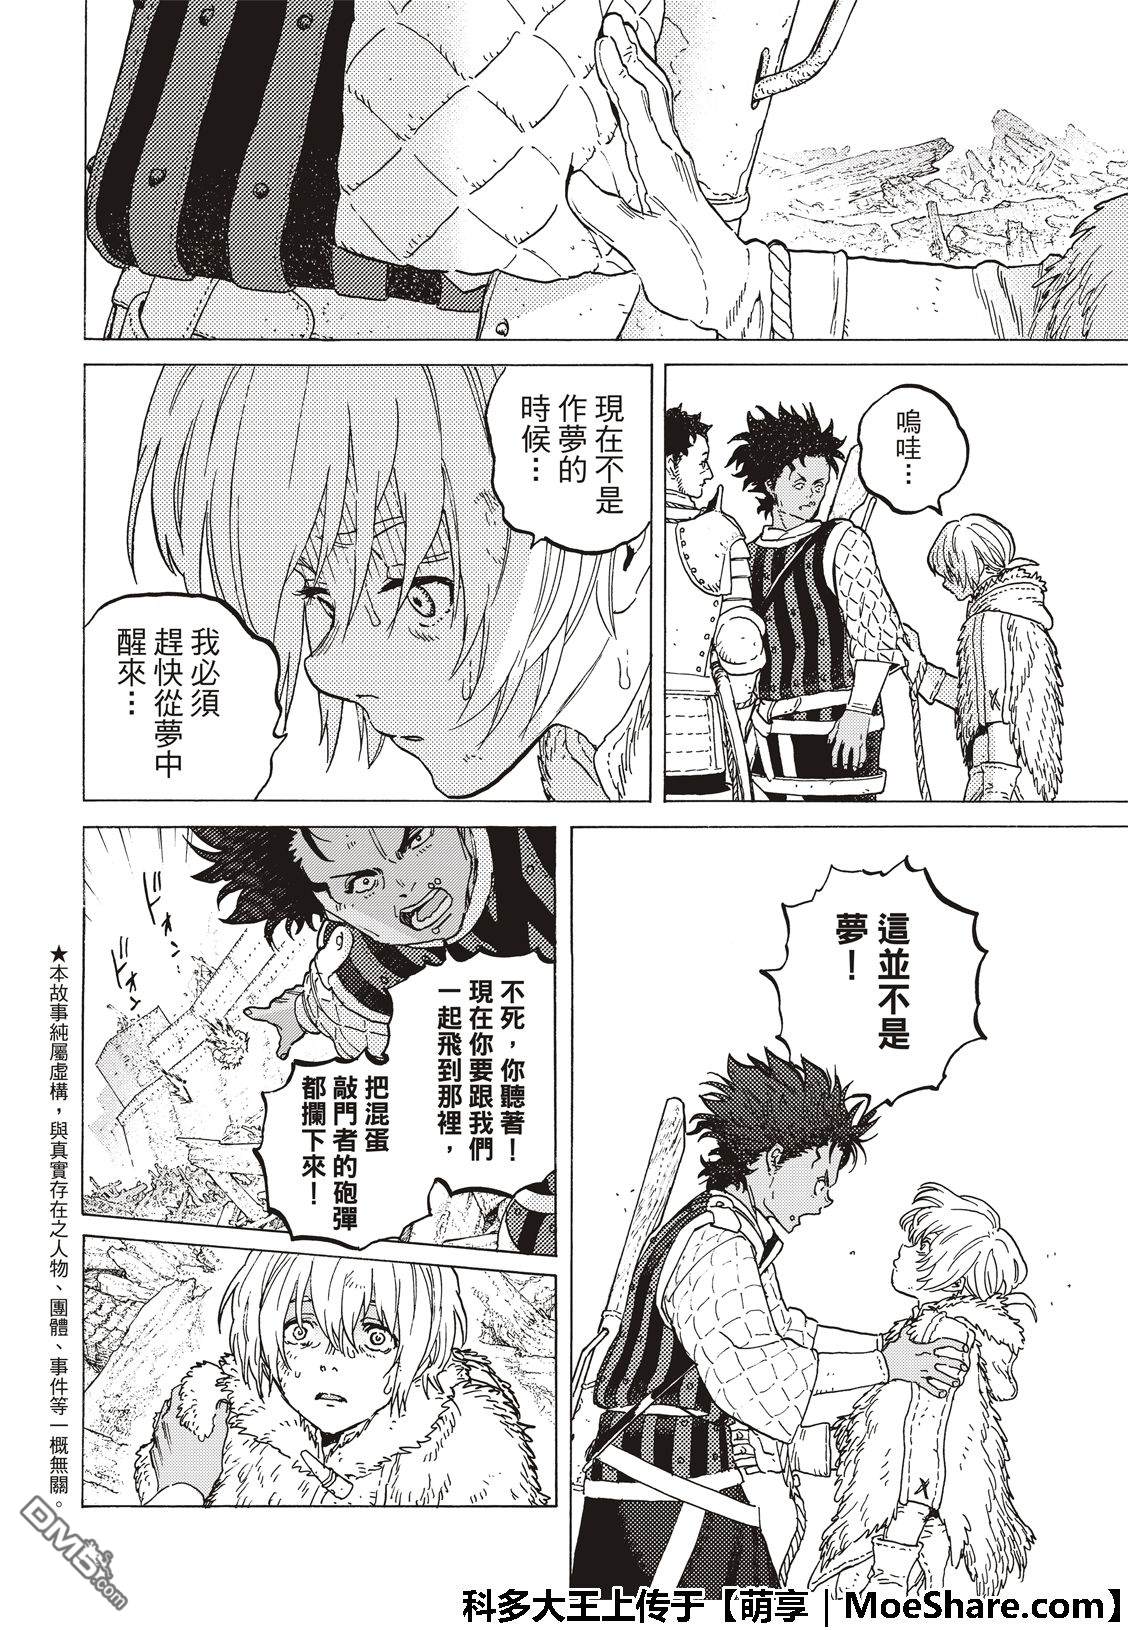 嗚哇…
現在不是
作夢的
時候…
我必須
趕快從夢中
醒來…
這並不是
夢！
不死，你聽著！
現在你要跟我們
一起飛到那裡，
把混蛋
敲門者的砲彈
都攔下來！
ドォン
ドォン
★本故事純屬虛構，與真實存在之人物、團體、事件等一概無關。
DM5.com
科多大王上传于【萌享｜MoeShare.com】